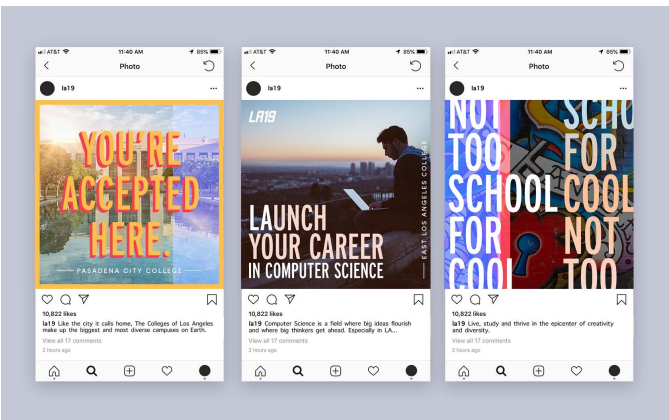 AT&T
11:40 AM
85%
Photo
la19
YOU'RE
ACCEPTED
HERE.
PASADENA CITY COLLEGE
10,822 likes
la19 Like the city it calls home, The Colleges of Los Angeles
make up the biggest and most diverse campuses on Earth.
View all 17 comments
2 hours ago
AT&T
11:40 AM
85%
Photo
la19
LA19
LAUNCH
YOUR CAREER
IN COMPUTER SCIENCE
EAST LOS ANGELES COLLEGE
10,822 likes
la19 Computer Science is a field where big ideas flourish
and where big thinkers get ahead. Especially in LA...
View all 17 comments
2 hours ago
AT&T
11:40 AM
85%
Photo
la19
NOT
TOO
SCHOOL
FOR
COOL
SCHO
FOR
COOL
NOT
TOO
10,822 likes
la19 Live, study and thrive in the epicenter of creativity
and diversity.
View all 17 comments
2 hours ago